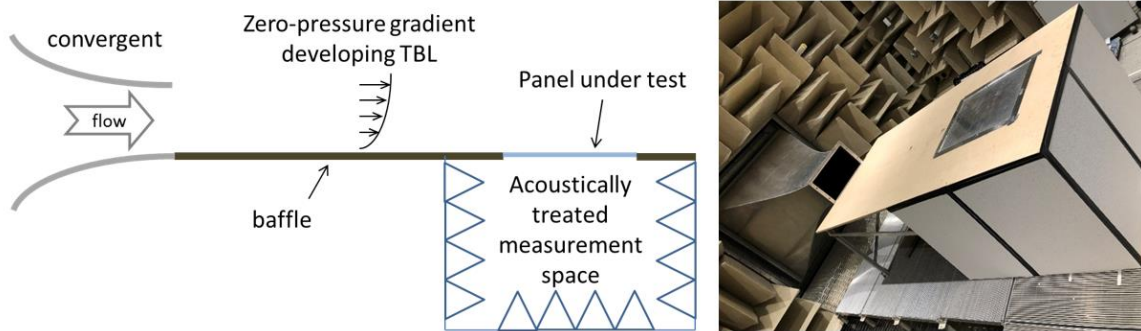 convergent
flow
Zero-pressure gradient
developing TBL
Panel under test
baffle
Acoustically
treated
measurement
space